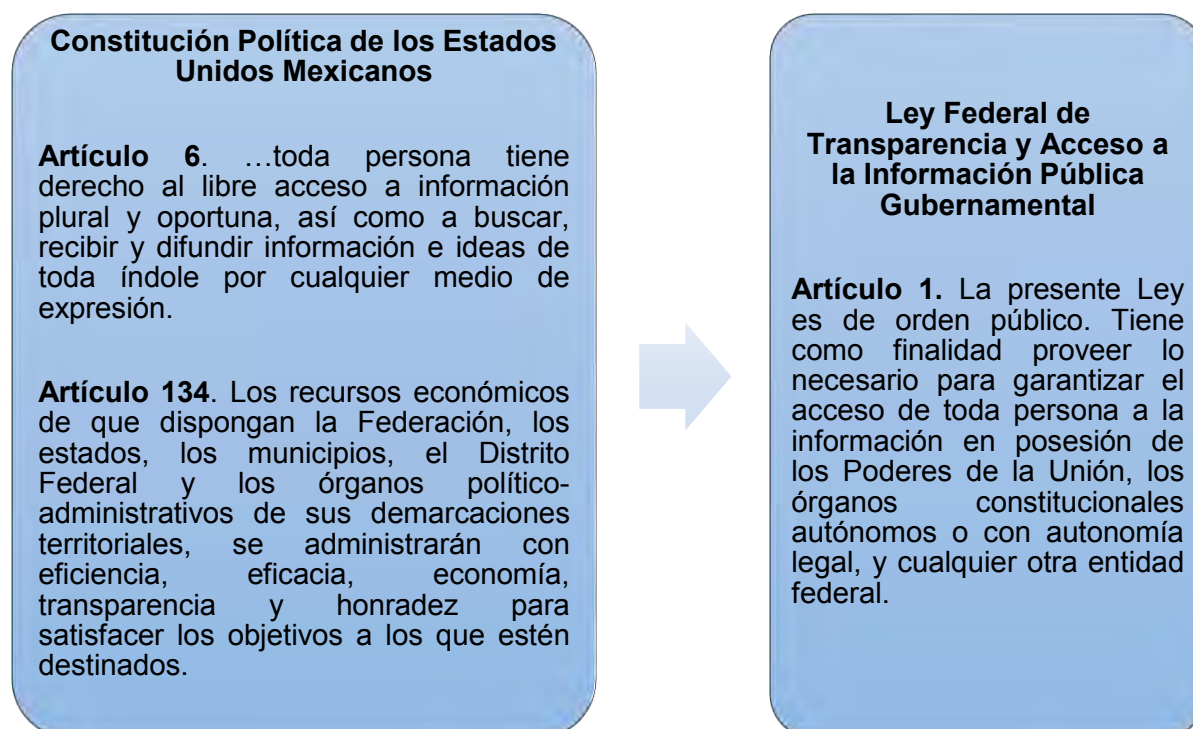 Constitución Política de los Estados
Unidos Mexicanos
Artículo 6. …toda persona tiene
derecho al libre acceso a información
plural y oportuna, así como a buscar,
recibir y difundir información e ideas de
toda índole por cualquier medio de
expresión.
Artículo 134. Los recursos económicos
de que dispongan la Federación, los
estados, los municipios, el Distrito
Federal y los órganos político-
administrativos de sus demarcaciones
territoriales, se administrarán con
eficiencia, eficacia, economía,
transparencia y honradez para
satisfacer los objetivos a los que estén
destinados.
Ley Federal de
Transparencia y Acceso a
la Información Pública
Gubernamental
Artículo 1. La presente Ley
es de orden público. Tiene
como finalidad proveer lo
necesario para garantizar el
acceso de toda persona a la
información en posesión de
los Poderes de la Unión, los
órganos constitucionales
autónomos o con autonomía
legal, y cualquier otra entidad
federal.